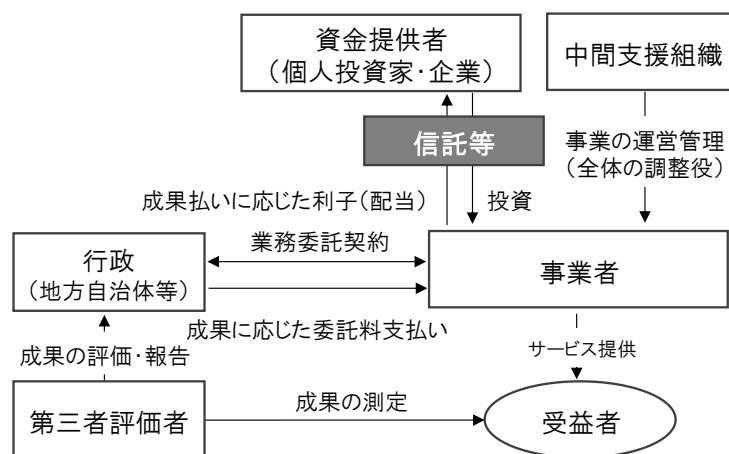 資金提供者
（個人投資家・企業）
中間支援組織
信託等
事業の運営管理
（全体の調整役）
成果払いに応じた利子（配当）
投資
行政
（地方自治体等）
業務委託契約
事業者
成果に応じた委託料支払い
成果の評価・報告
サービス提供
第三者評価者
成果の測定
受益者